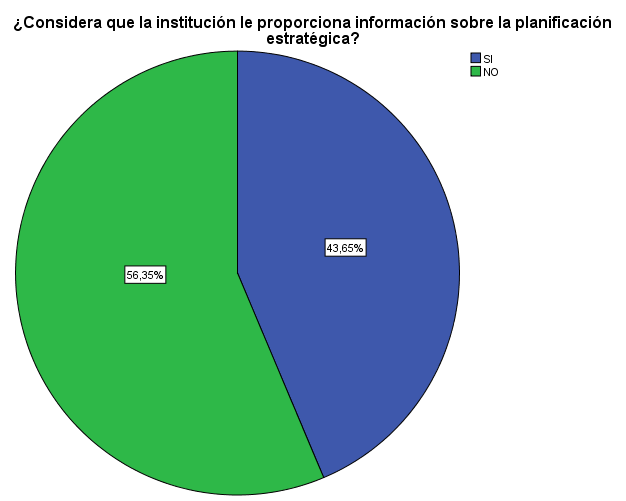 ¿Considera que la institución le proporciona información sobre la planificación
estratégica?
SI
NO
43,65%
56,35%